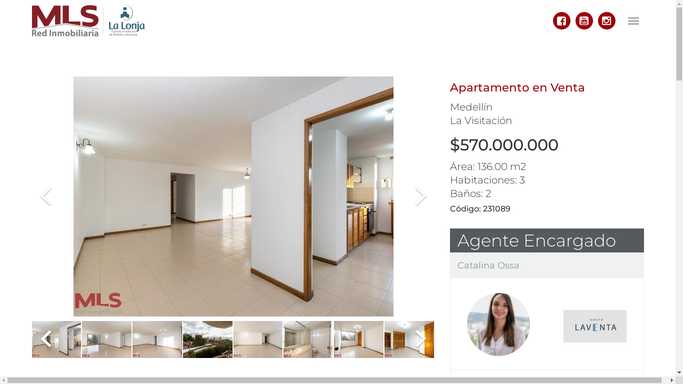 MLS
Red Inmobiliaria
La Lonja
Apartamento en Venta
Medellín
La Visitación
$570.000.000
Área: 136.00 m2
Habitaciones: 3
Baños: 2
Código: 231089
MLS
Agente Encargado
Catalina Ossa
LAVENTA